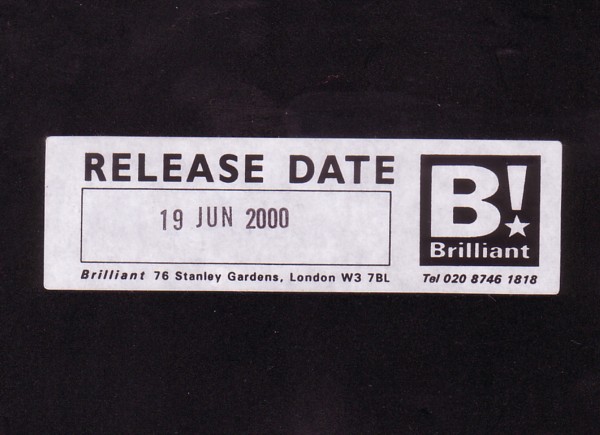 RELEASE DATE
19 JUN 2000
B!
Brilliant
Brilliant 76 Stanley Gardens, London W3 7BL
Tel 020 8746 1818